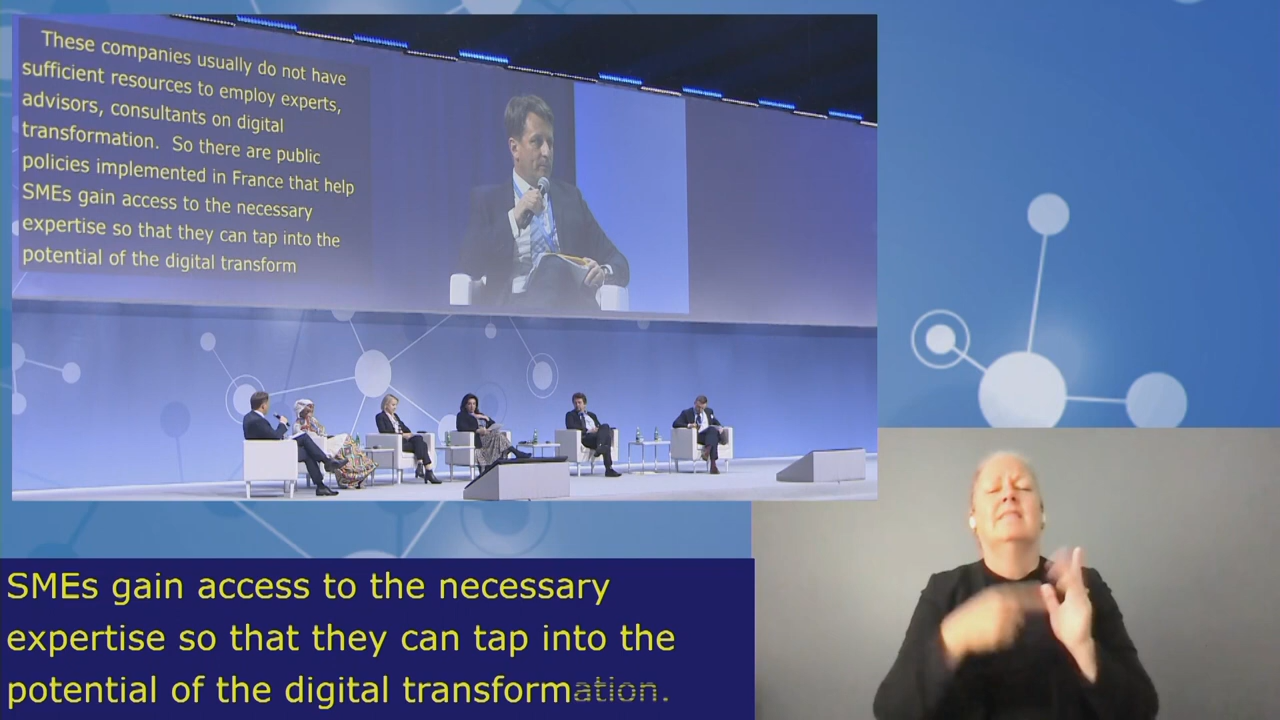 These companies usually do not have
sufficient resources to employ experts,
advisors, consultants on digital
transformation. So there are public
policies implemented in France that help
SMEs gain access to the necessary
expertise so that they can tap into the
potential of the digital transform
SMEs gain access to the necessary
expertise so that they can tap into the
potential of the digital transformation.